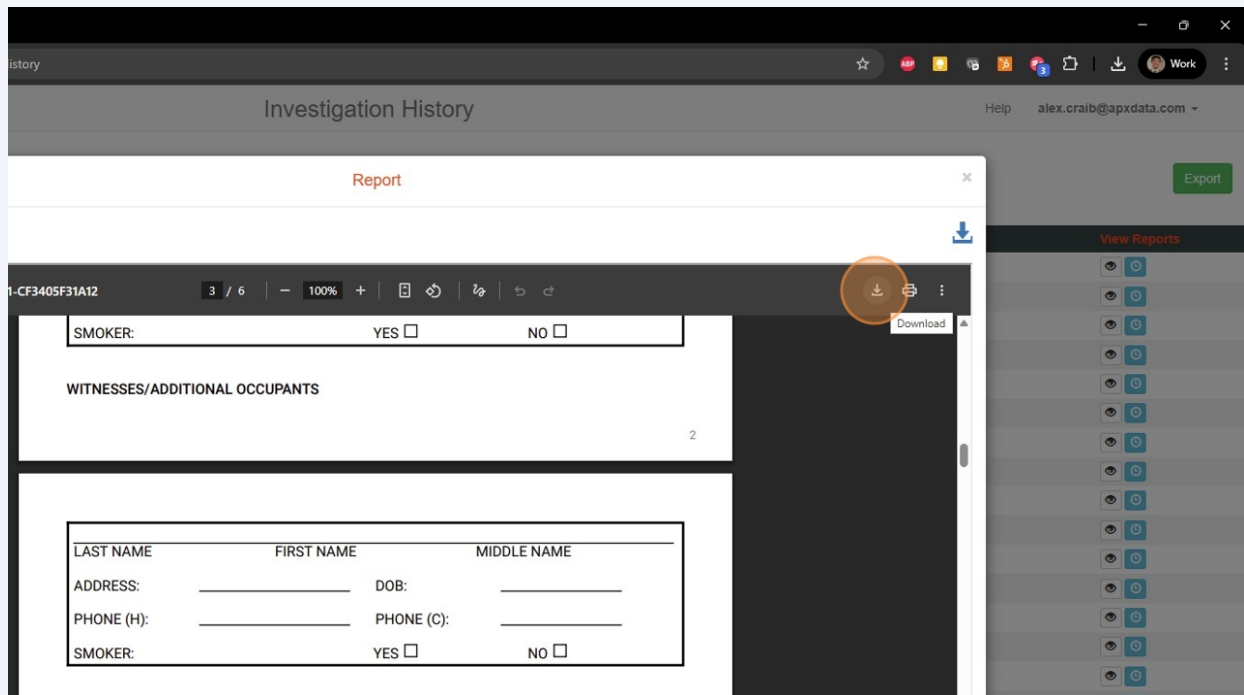 istory
ABP
3
Work
Investigation History
Help alex.craib@apxdata.com
Report
×
Export
View Reports
1-CF3405F31A12 3 / 6 − 100% +
Download
SMOKER: YES ☐ NO ☐
WITNESSES/ADDITIONAL OCCUPANTS
2
LAST NAME FIRST NAME MIDDLE NAME
ADDRESS: DOB:
PHONE (H): PHONE (C):
SMOKER: YES ☐ NO ☐